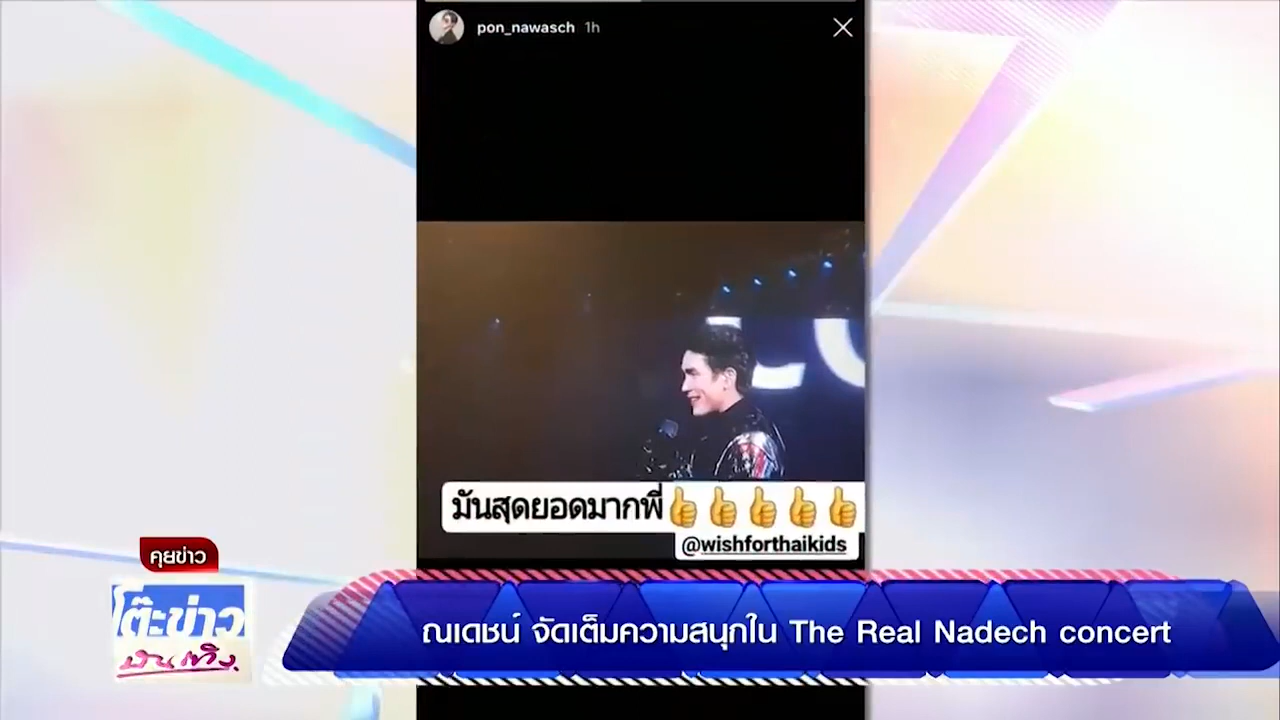 pon_nawasch 1h
มันสุดยอดมากพี่👍👍👍👍👍
@wishforthaikids
คุยข่าว
โต๊ะข่าว
บันเทิง
ณเดชน์ จัดเต็มความสนุกใน The Real Nadech concert